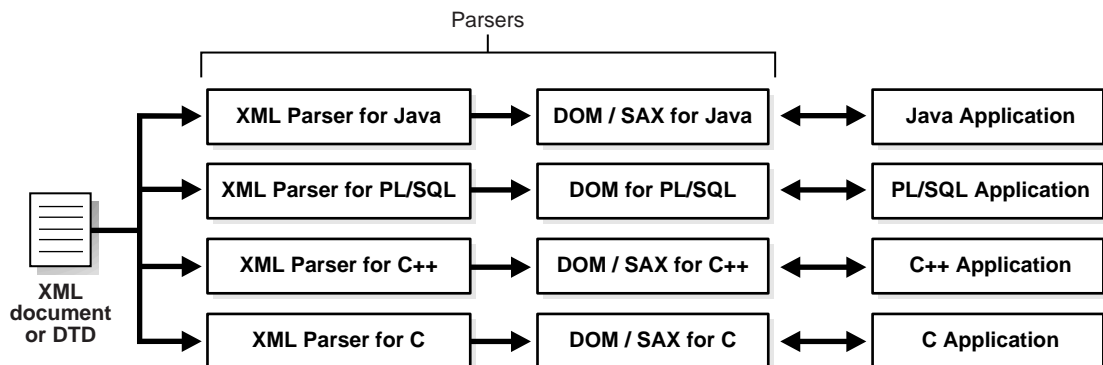 Parsers
XML Parser for Java
DOM / SAX for Java
Java Application
XML Parser for PL/SQL
DOM for PL/SQL
PL/SQL Application
XML Parser for C++
DOM / SAX for C++
C++ Application
XML
document
or DTD
XML Parser for C
DOM / SAX for C
C Application